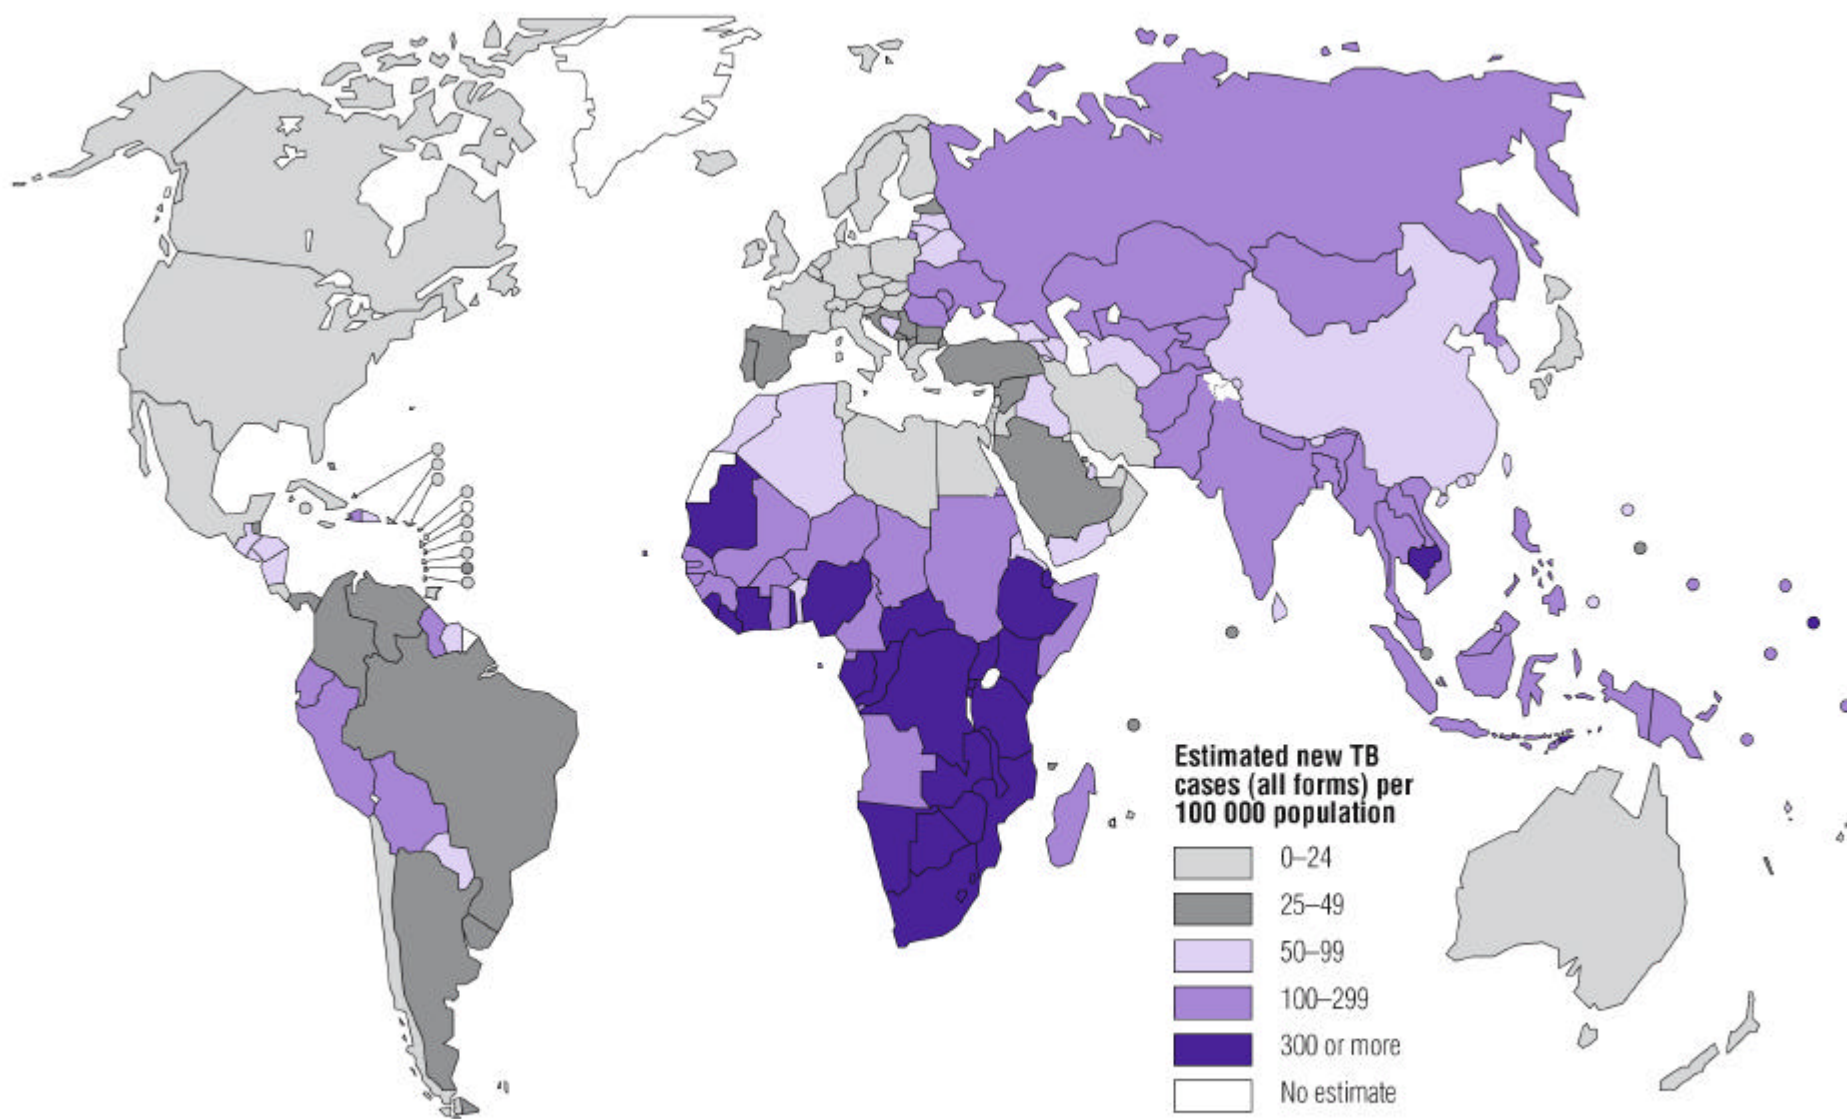 Estimated new TB
cases (all forms) per
100 000 population
0–24
25–49
50–99
100–299
300 or more
No estimate